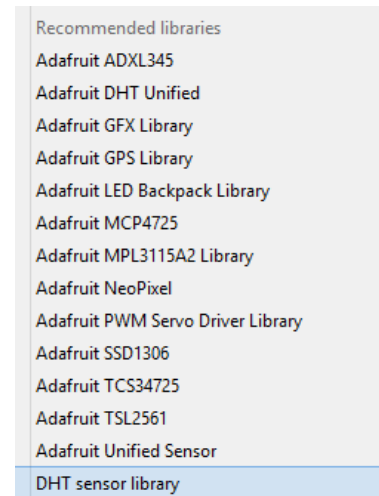 Recommended libraries
Adafruit ADXL345
Adafruit DHT Unified
Adafruit GFX Library
Adafruit GPS Library
Adafruit LED Backpack Library
Adafruit MCP4725
Adafruit MPL3115A2 Library
Adafruit NeoPixel
Adafruit PWM Servo Driver Library
Adafruit SSD1306
Adafruit TCS34725
Adafruit TSL2561
Adafruit Unified Sensor
DHT sensor library